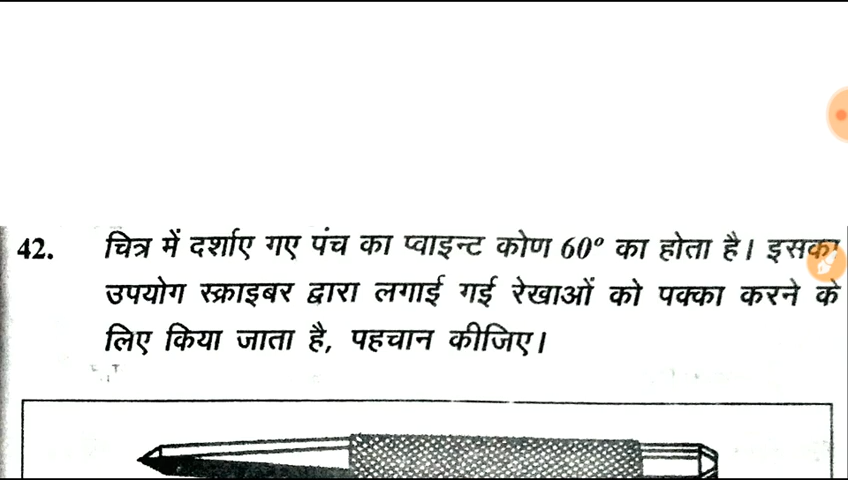 42. चित्र में दर्शाए गए पंच का प्वाइन्ट कोण 60° का होता है। इसका
उपयोग स्क्राइबर द्वारा लगाई गई रेखाओं को पक्का करने के
लिए किया जाता है, पहचान कीजिए।